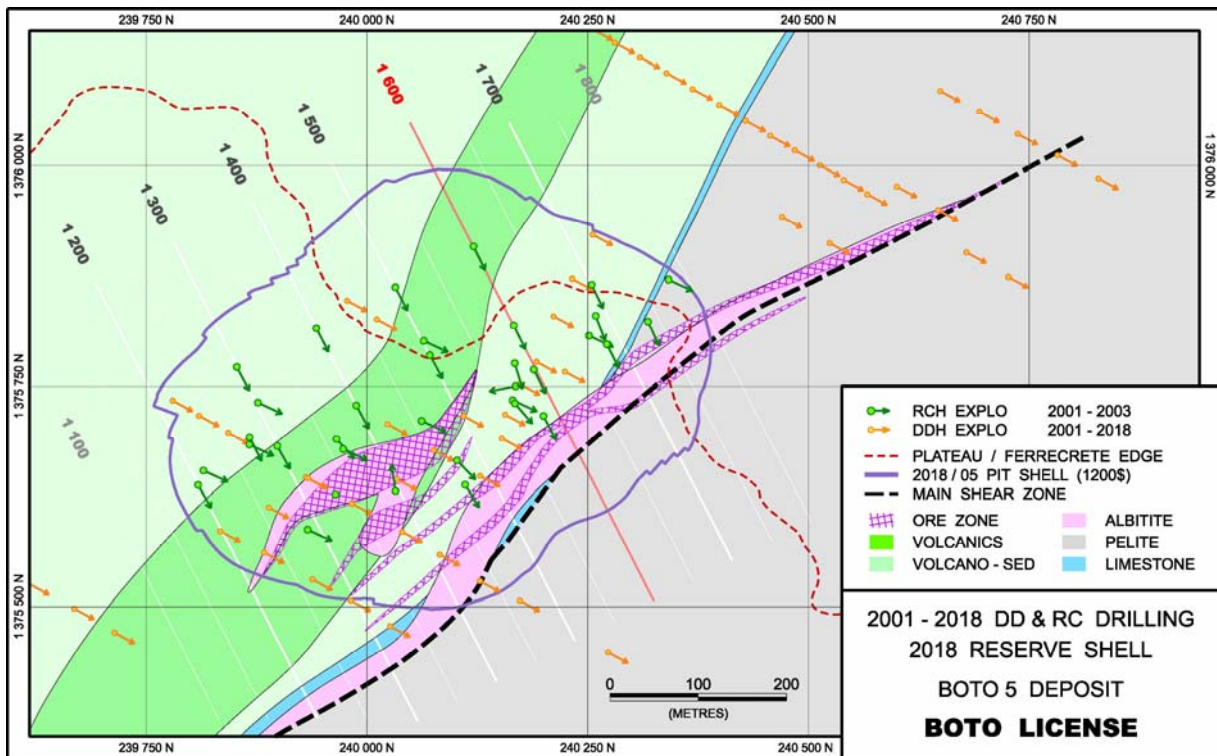 239 750 N
240 000 N
240 250 N
240 500 N
240 750 N
1 376 000 N
1 375 750 N
1 375 500 N
1 376 000 N
1 100
1 200
1 300
1 400
1 500
1 600
1 700
1 800
RCH EXPLO 2001 - 2003
DDH EXPLO 2001 - 2018
PLATEAU / FERRECRETE EDGE
2018 / 05 PIT SHELL (1200$)
MAIN SHEAR ZONE
ORE ZONE
ALBITITE
VOLCANICS
PELITE
VOLCANO - SED
LIMESTONE
0 100 200
(METRES)
2001 - 2018 DD & RC DRILLING
2018 RESERVE SHELL
BOTO 5 DEPOSIT
BOTO LICENSE
239 750 N
240 000 N
240 250 N
240 500 N